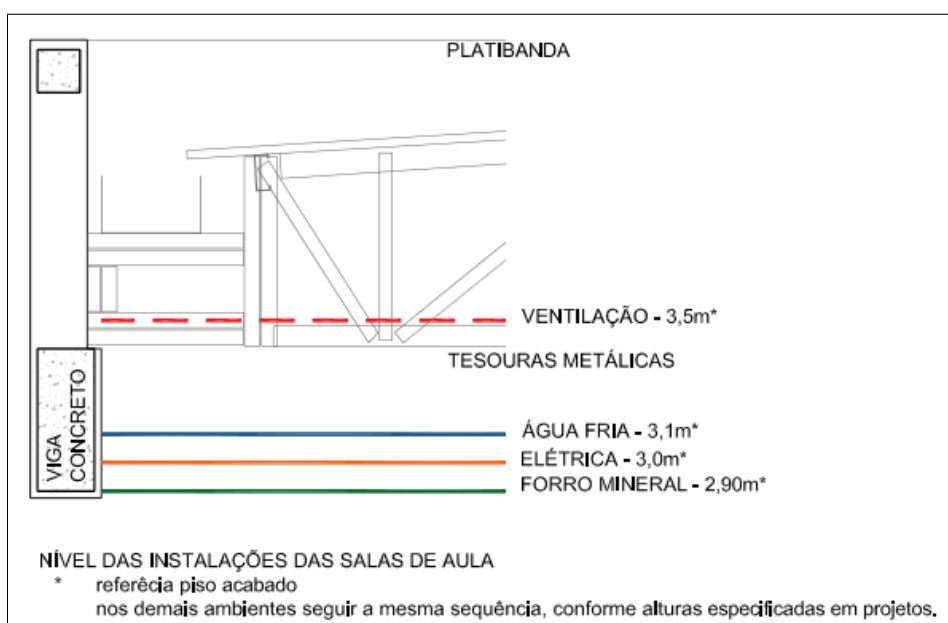 PLATIBANDA
VENTILAÇÃO - 3,5m*
TESOURAS METÁLICAS
VIGA
CONCRETO
ÁGUA FRIA - 3,1m*
ELÉTRICA - 3,0m*
FORRO MINERAL - 2,90m*
NÍVEL DAS INSTALAÇÕES DAS SALAS DE AULA
* referêcia piso acabado
nos demais ambientes seguir a mesma sequência, conforme alturas especificadas em projetos.